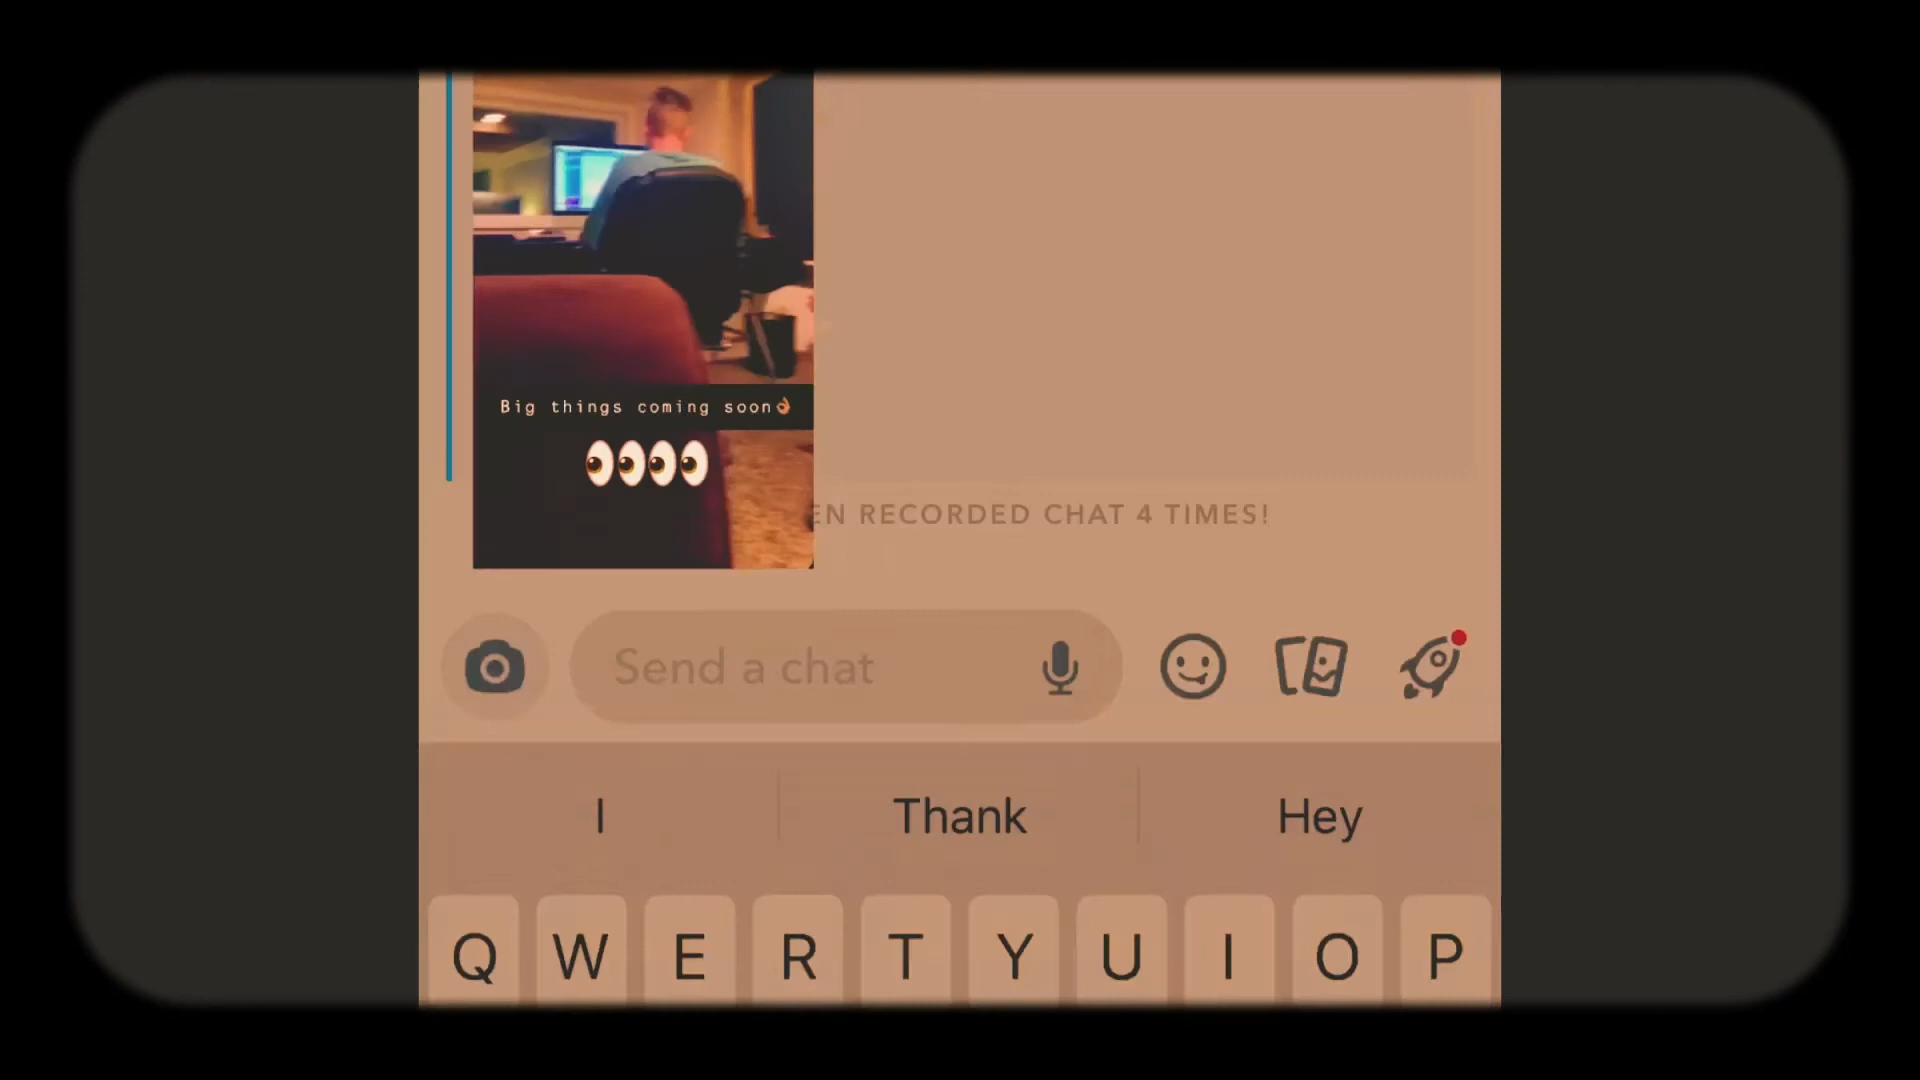 Big things coming soon👌
👀👀
EN RECORDED CHAT 4 TIMES!
Send a chat
I Thank Hey
Q W E R T Y U I O P